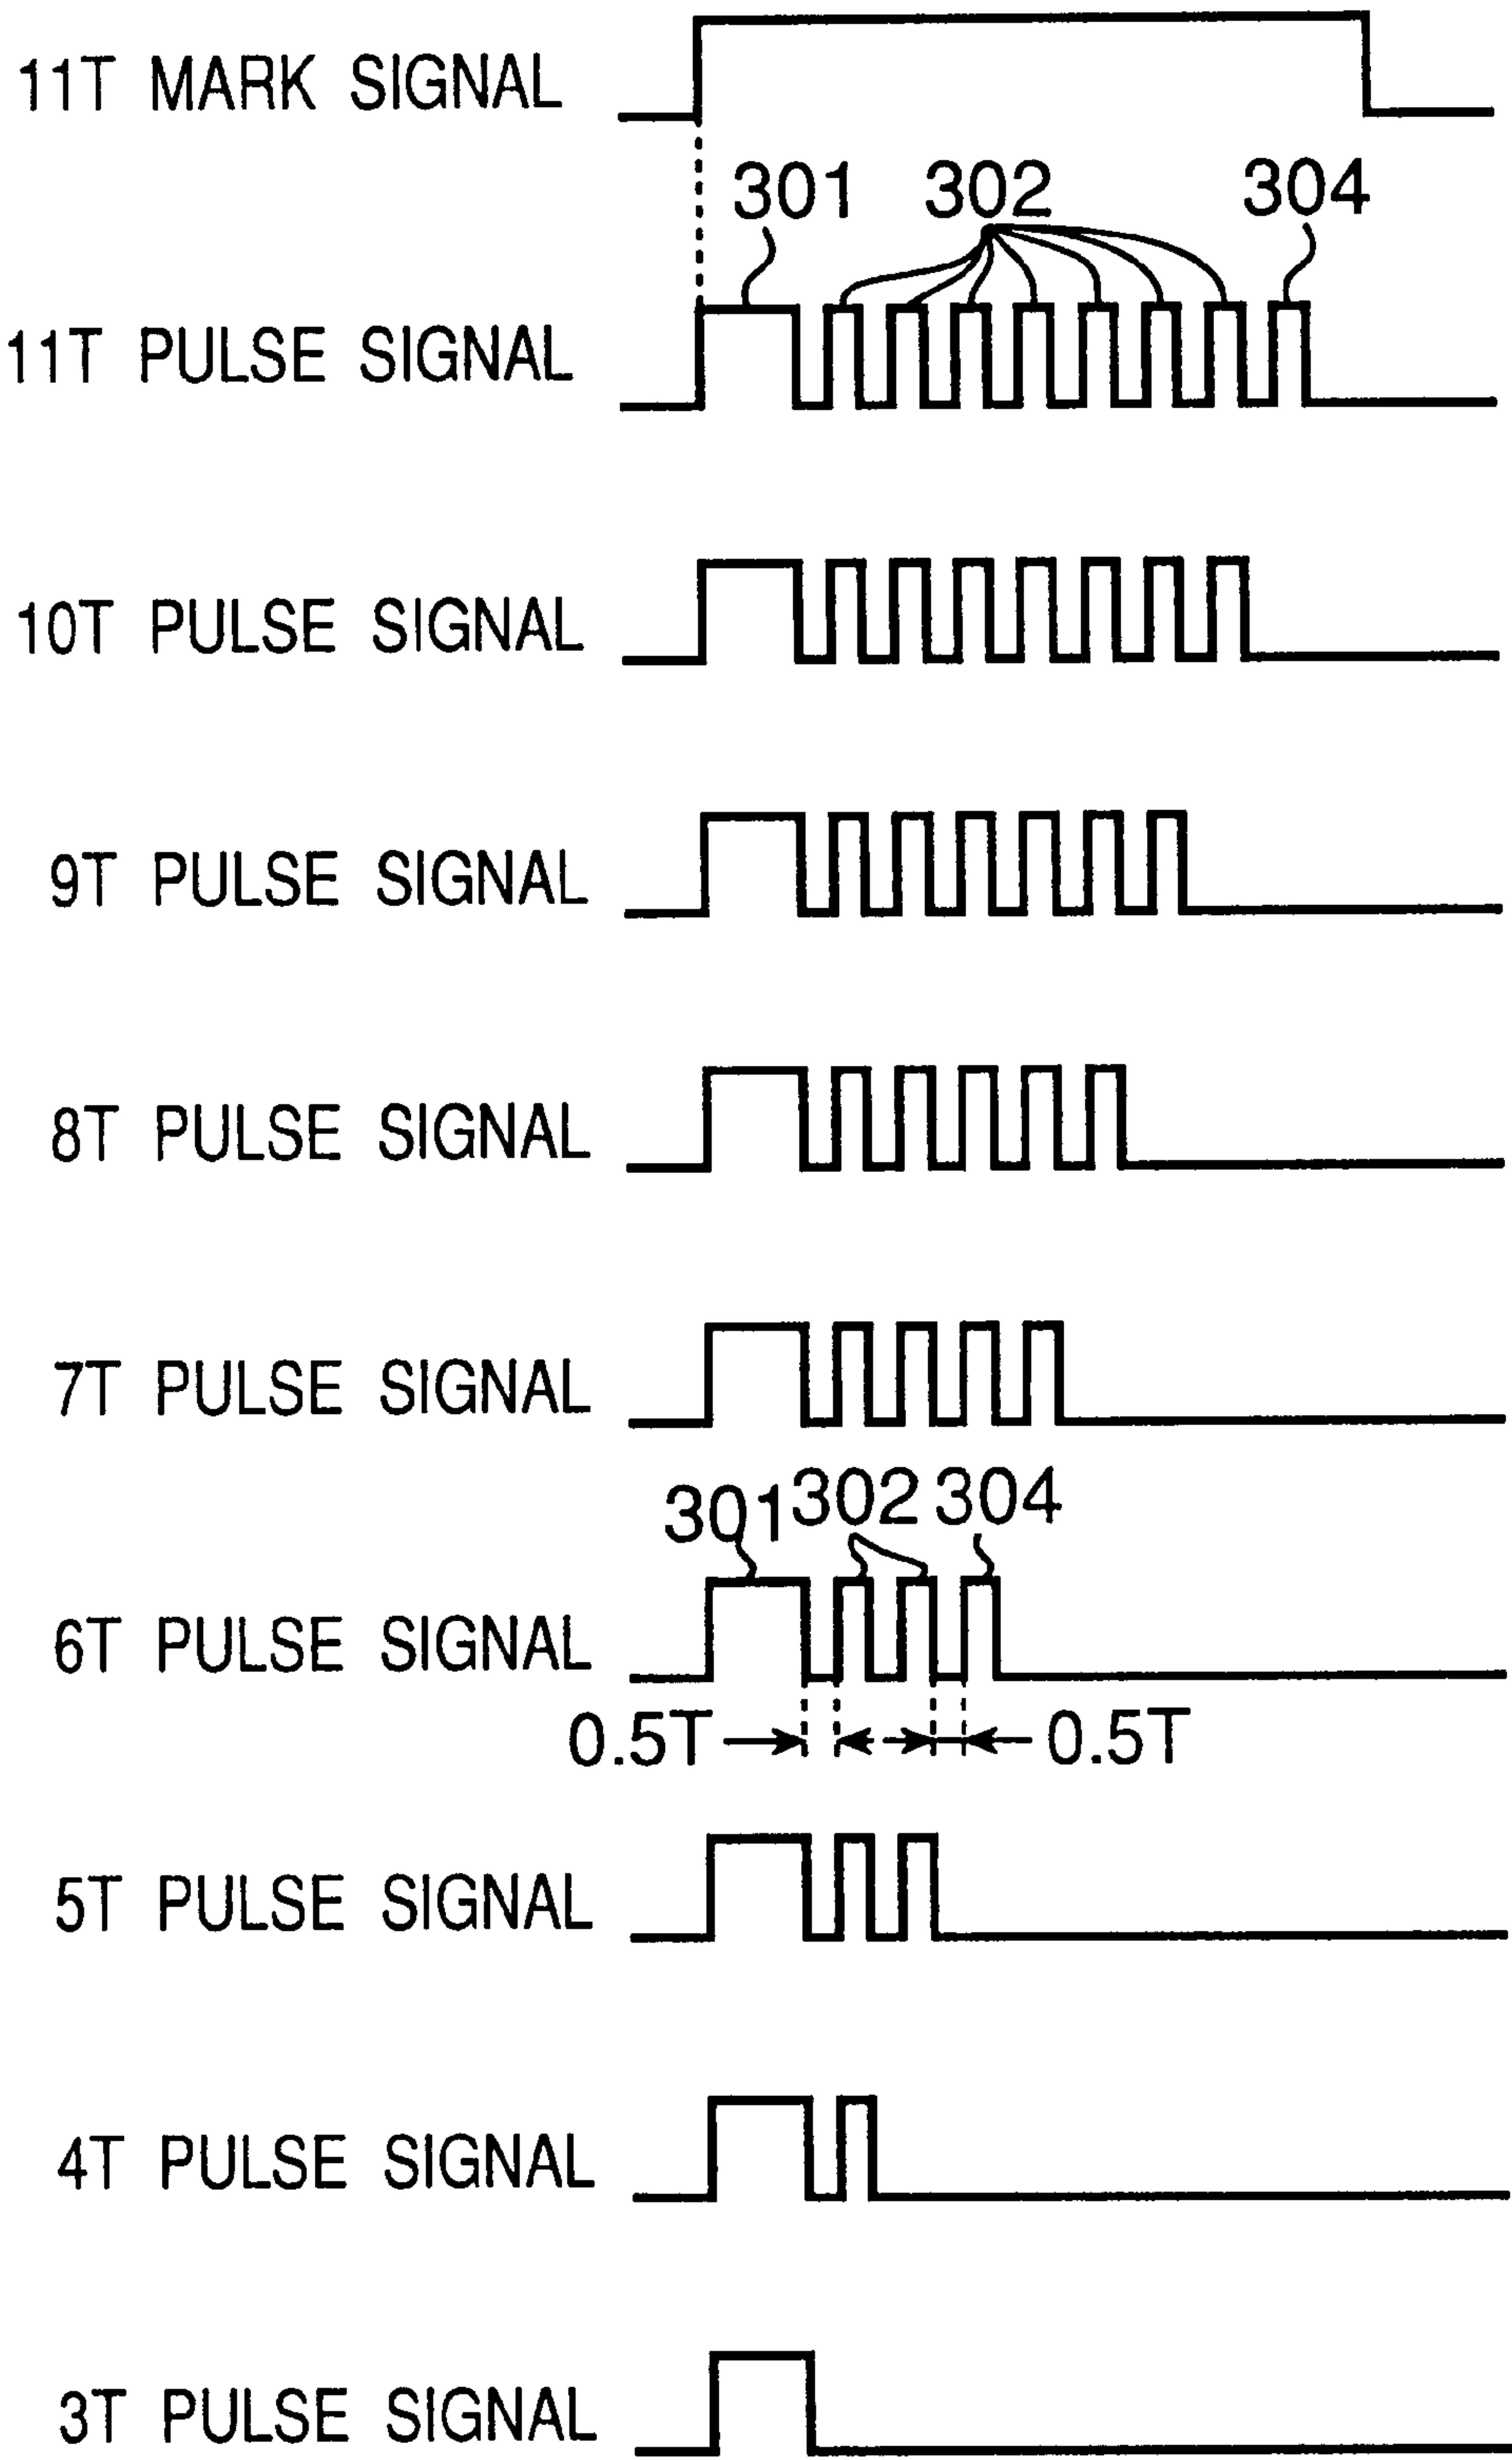 11T MARK SIGNAL
301 302 304
11T PULSE SIGNAL
10T PULSE SIGNAL
9T PULSE SIGNAL
8T PULSE SIGNAL
7T PULSE SIGNAL
301 302 304
6T PULSE SIGNAL
0.5T 0.5T
5T PULSE SIGNAL
4T PULSE SIGNAL
3T PULSE SIGNAL